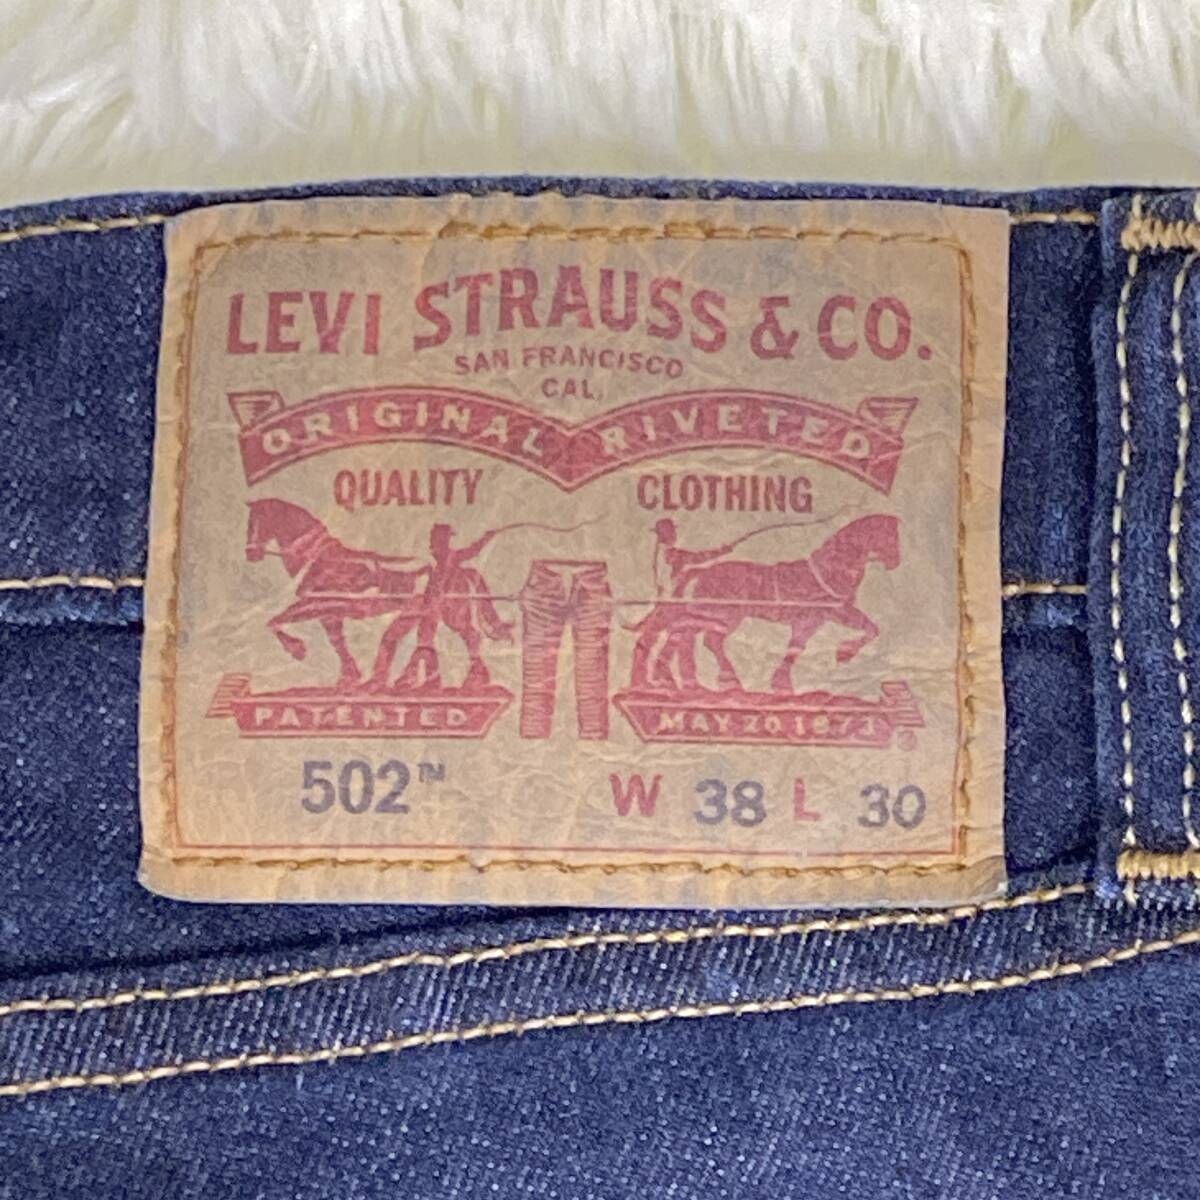 LEVI STRAUSS & CO.
SAN FRANCISCO
CAL.
ORIGINAL RIVETED
QUALITY CLOTHING
PATENTED MAY 20 1873 ®
502™ W 38 L 30